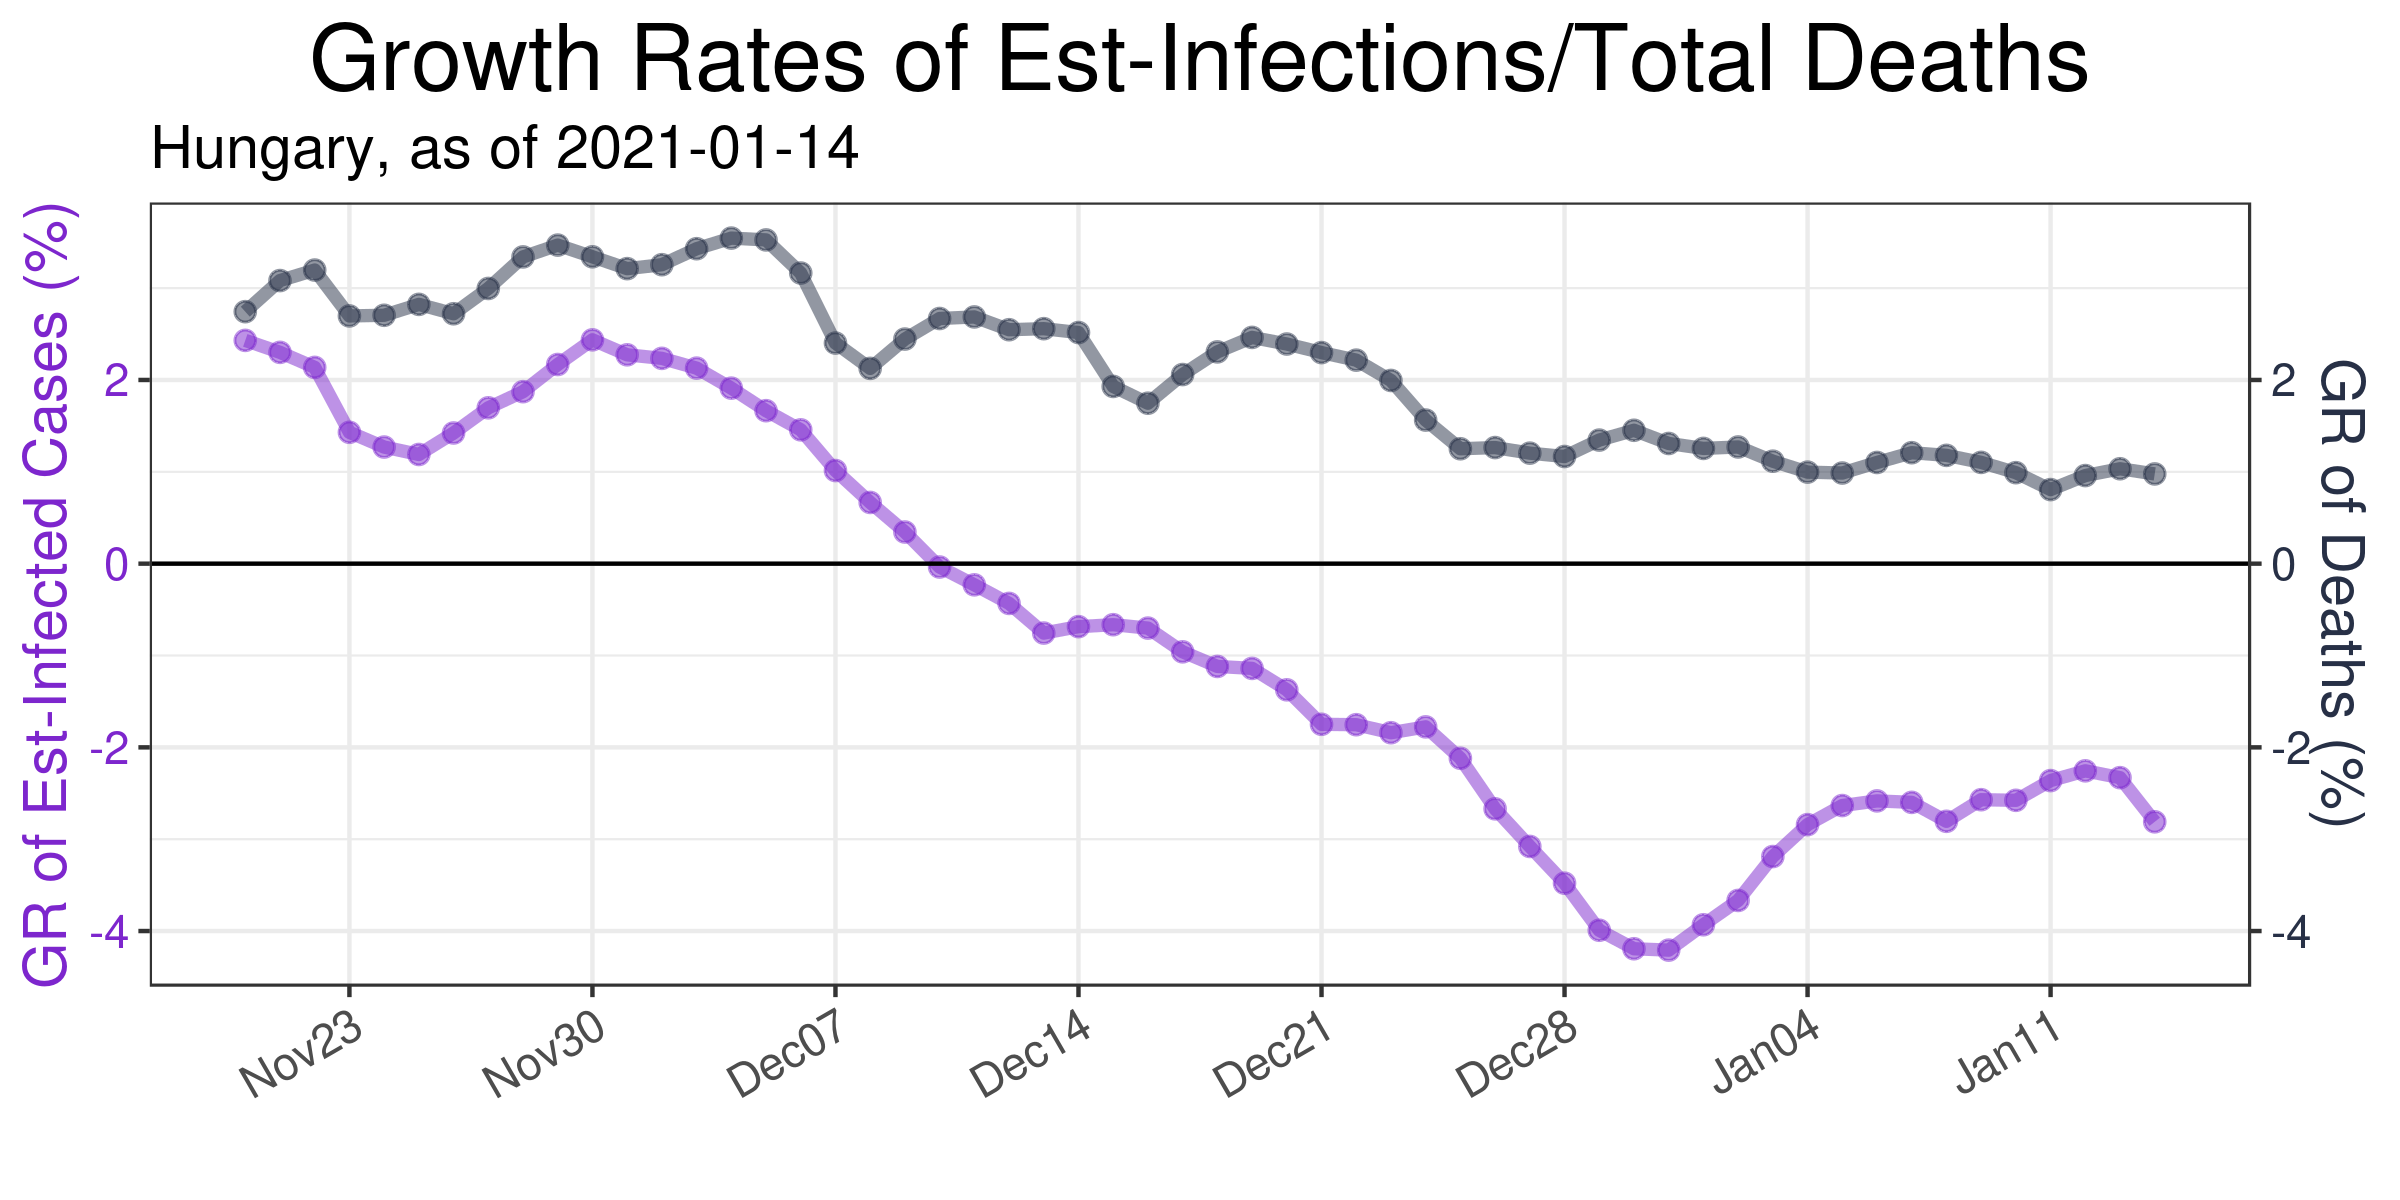 Growth Rates of Est-Infections/Total Deaths
Hungary, as of 2021-01-14
GR of Est-Infected Cases (%)
2
0
-2
-4
2
0
-2
-4
GR of Deaths (%)
Nov23
Nov30
Dec07
Dec14
Dec21
Dec28
Jan04
Jan11